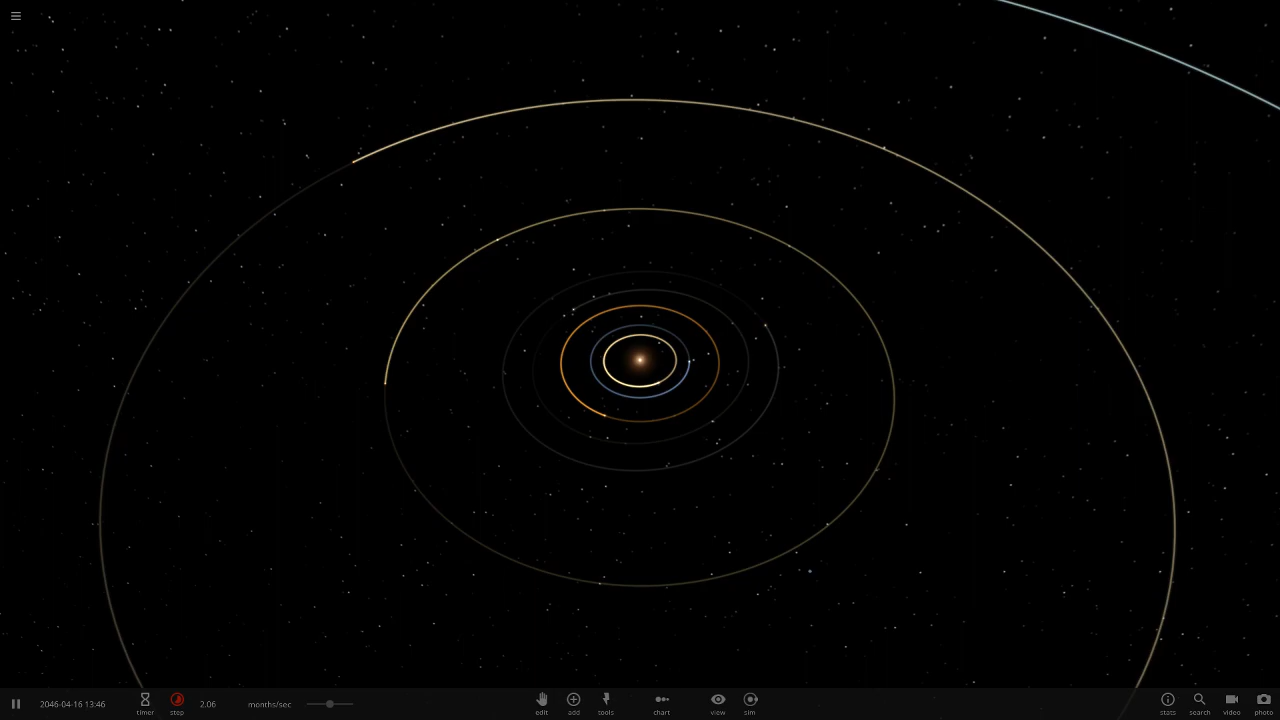 2046-04-16 13:46
timer
step
2.06
months/sec
edit
add
tools
chart
view
sim
stats
search
video
photo